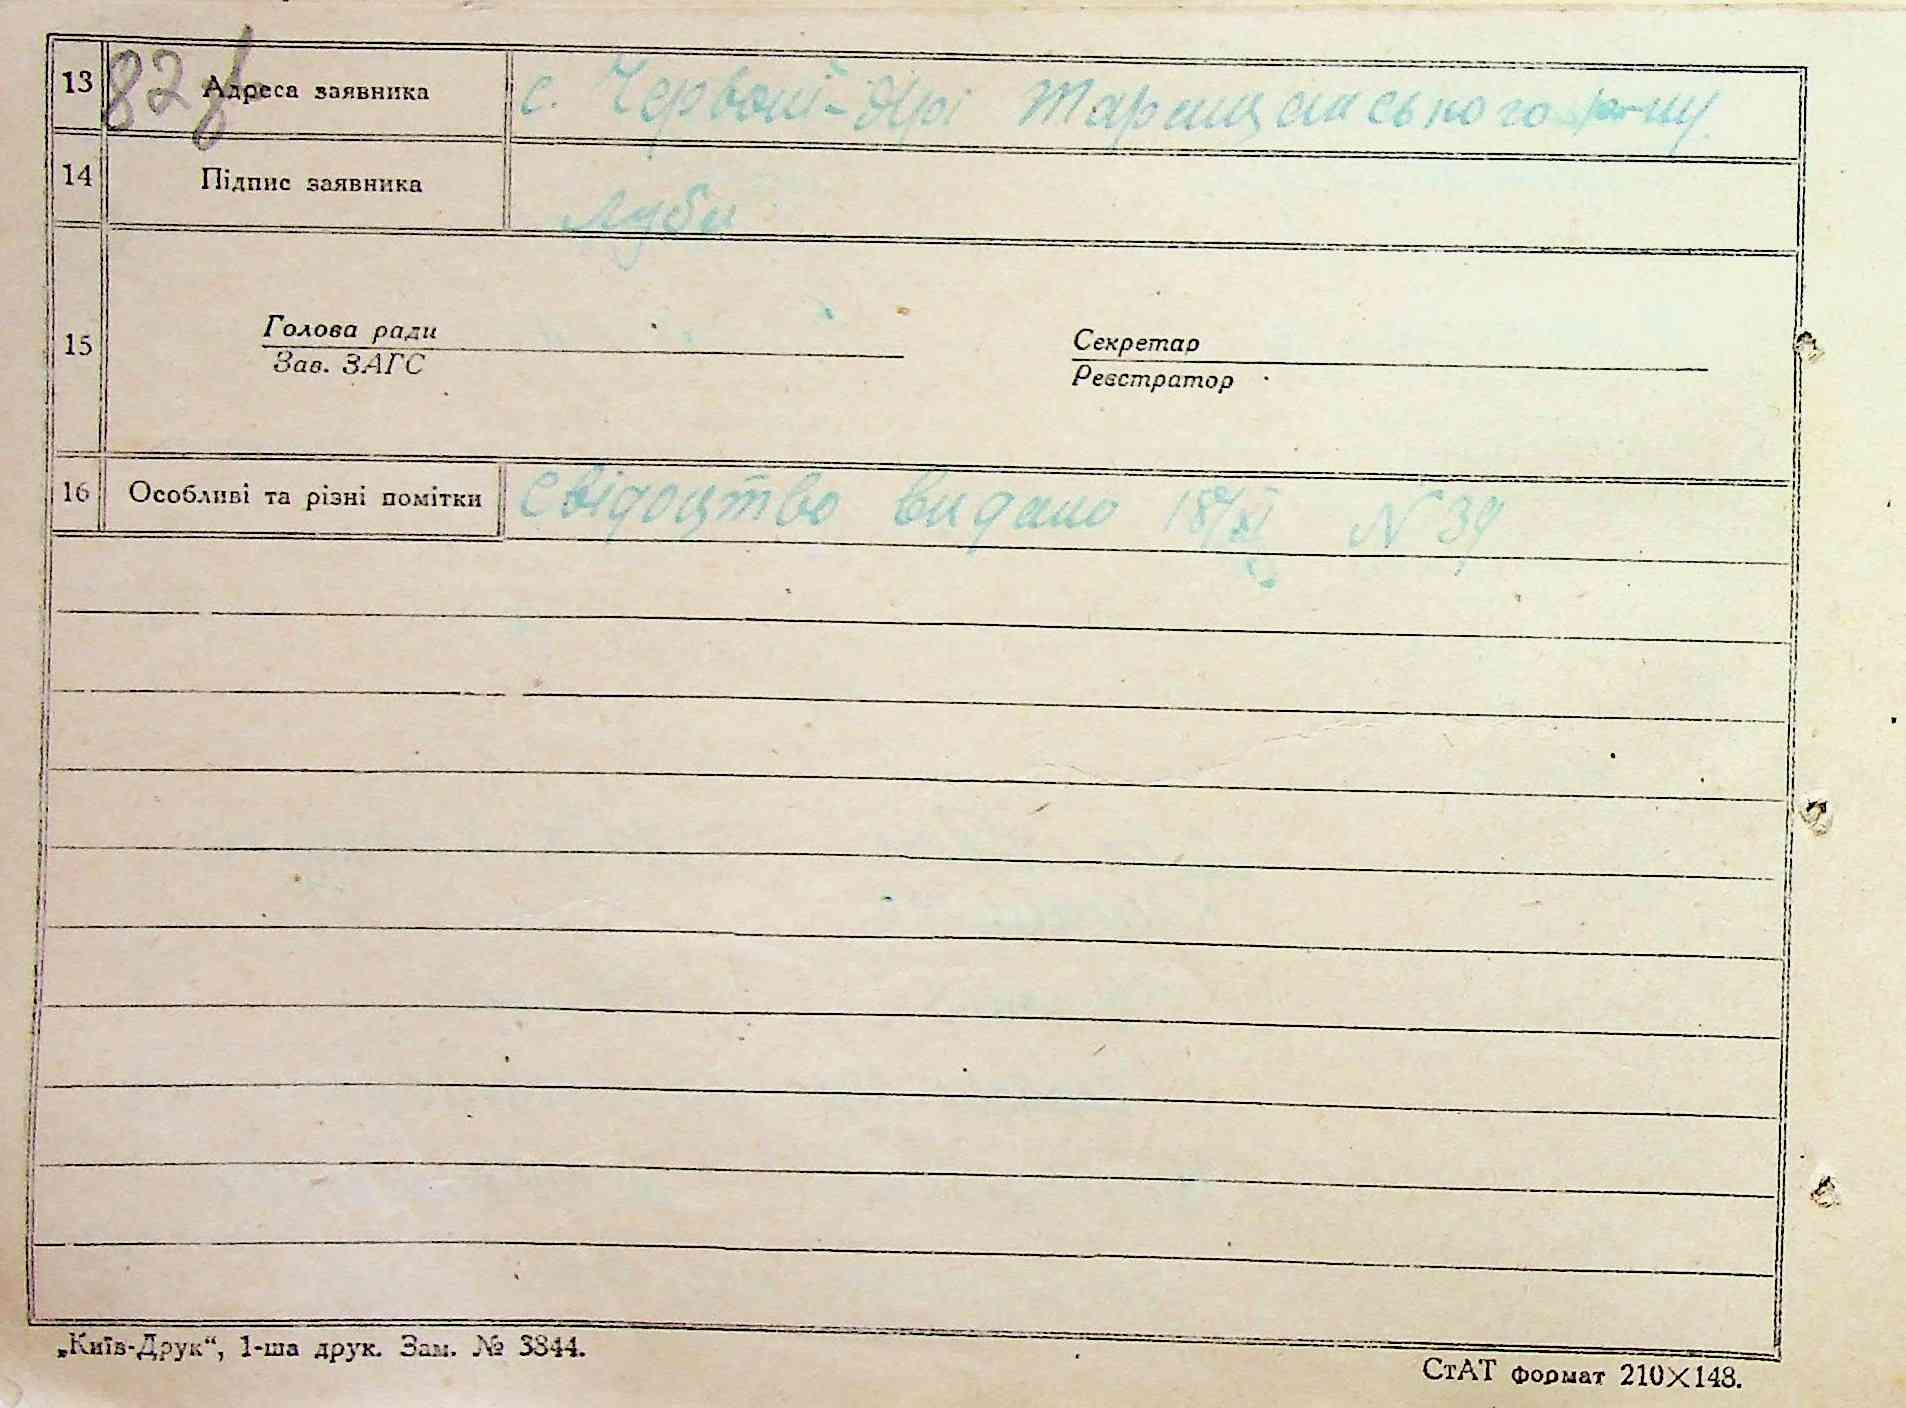 82
13 Адреса заявника с. Червоні-Ярі Таращанського р-ну.
14 Підпис заявника
15 Голова ради Секретар
Зав. ЗАГС Реєстратор
16 Особливі та різні помітки Свідоцтво видано 18/XI N 39
„Київ-Друк“, 1-ша друк. Зам. № 3844.
СтАТ формат 210×148.